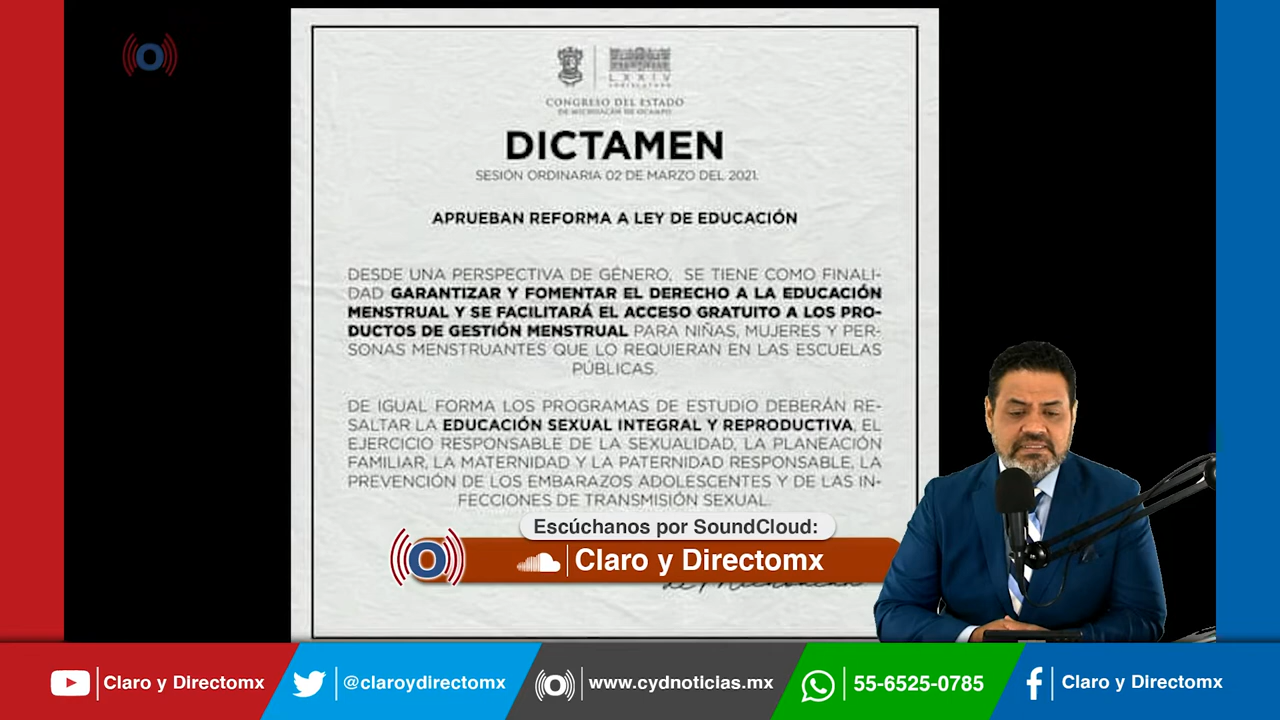 LXXIV
LEGISLATURA
CONGRESO DEL ESTADO
DE MICHOACÁN DE OCAMPO
DICTAMEN
SESIÓN ORDINARIA 02 DE MARZO DEL 2021.
APRUEBAN REFORMA A LEY DE EDUCACIÓN
DESDE UNA PERSPECTIVA DE GÉNERO, SE TIENE COMO FINALI-
DAD GARANTIZAR Y FOMENTAR EL DERECHO A LA EDUCACIÓN
MENSTRUAL Y SE FACILITARÁ EL ACCESO GRATUITO A LOS PRO-
DUCTOS DE GESTIÓN MENSTRUAL PARA NIÑAS, MUJERES Y PER-
SONAS MENSTRUANTES QUE LO REQUIERAN EN LAS ESCUELAS
PÚBLICAS.
DE IGUAL FORMA LOS PROGRAMAS DE ESTUDIO DEBERÁN RE-
SALTAR LA EDUCACIÓN SEXUAL INTEGRAL Y REPRODUCTIVA, EL
EJERCICIO RESPONSABLE DE LA SEXUALIDAD, LA PLANEACIÓN
FAMILIAR, LA MATERNIDAD Y LA PATERNIDAD RESPONSABLE, LA
PREVENCIÓN DE LOS EMBARAZOS ADOLESCENTES Y DE LAS IN-
FECCIONES DE TRANSMISIÓN SEXUAL.
Escúchanos por SoundCloud:
Claro y Directomx
Claro y Directomx
@claroydirectomx
www.cydnoticias.mx
55-6525-0785
Claro y Directomx